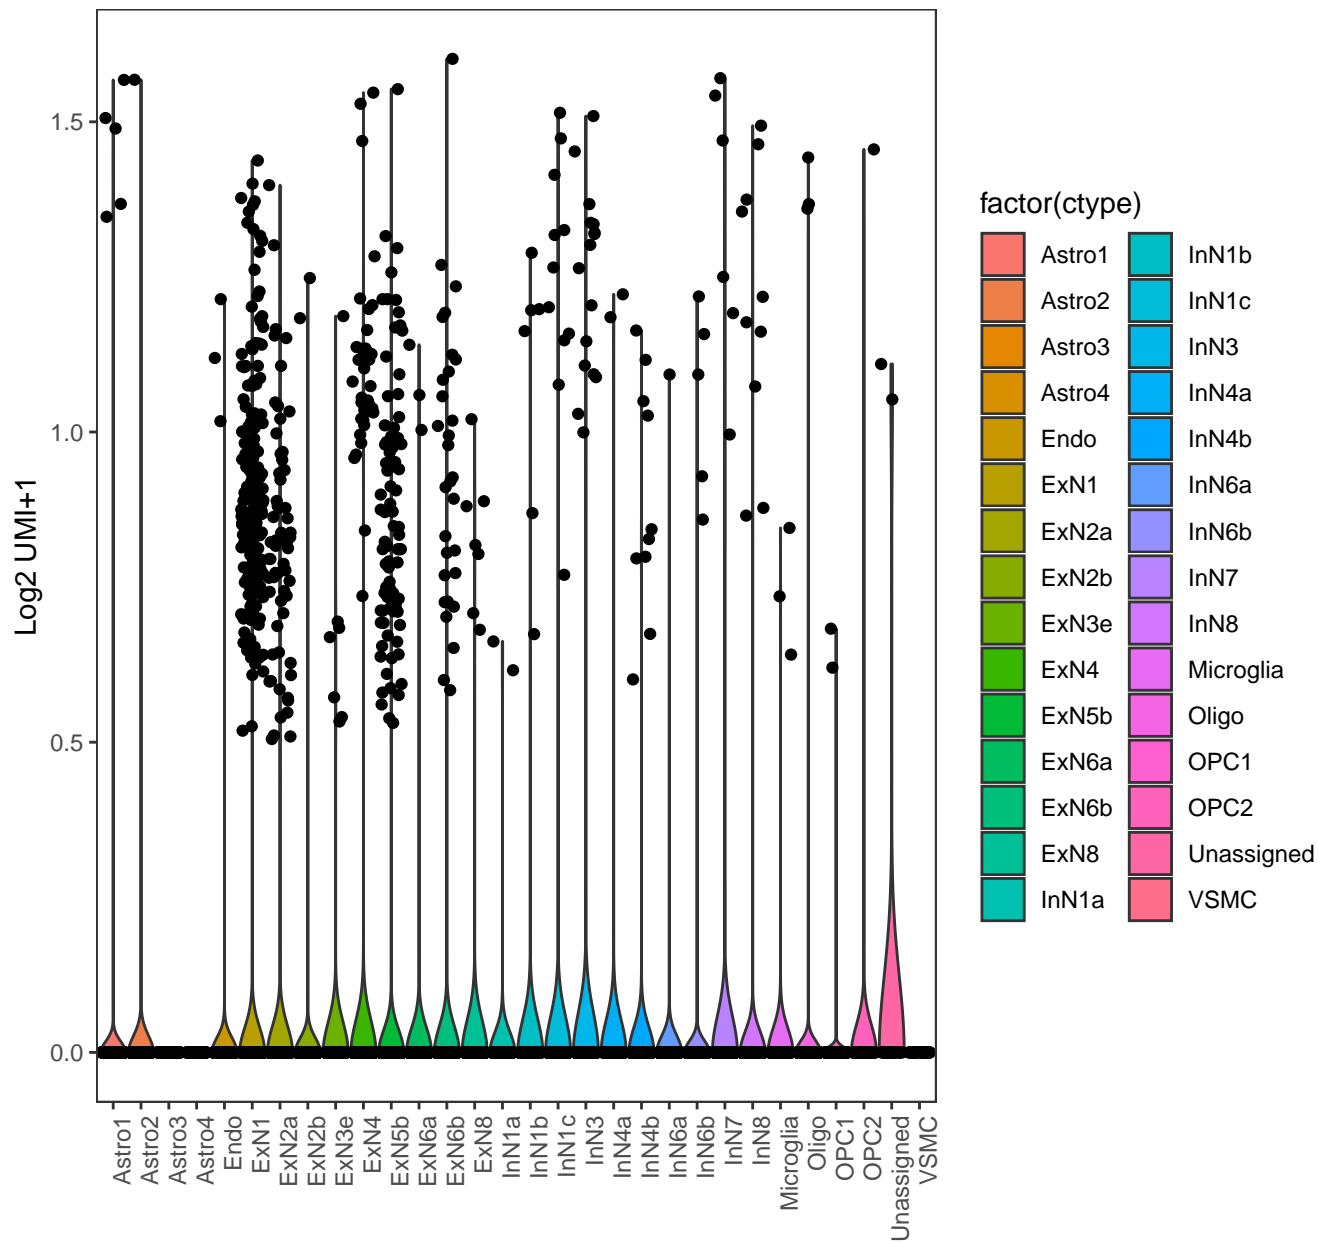 Log2 UMI+1
1.5
1.0
0.5
0.0
Astro1
Astro2
Astro3
Astro4
Endo
ExN1
ExN2a
ExN2b
ExN3e
ExN4
ExN5b
ExN6a
ExN6b
ExN8
InN1a
InN1b
InN1c
InN3
InN4a
InN4b
InN6a
InN6b
InN7
InN8
Microglia
Oligo
OPC1
OPC2
Unassigned
VSMC
factor(ctype)
Astro1
Astro2
Astro3
Astro4
Endo
ExN1
ExN2a
ExN2b
ExN3e
ExN4
ExN5b
ExN6a
ExN6b
ExN8
InN1a
InN1b
InN1c
InN3
InN4a
InN4b
InN6a
InN6b
InN7
InN8
Microglia
Oligo
OPC1
OPC2
Unassigned
VSMC